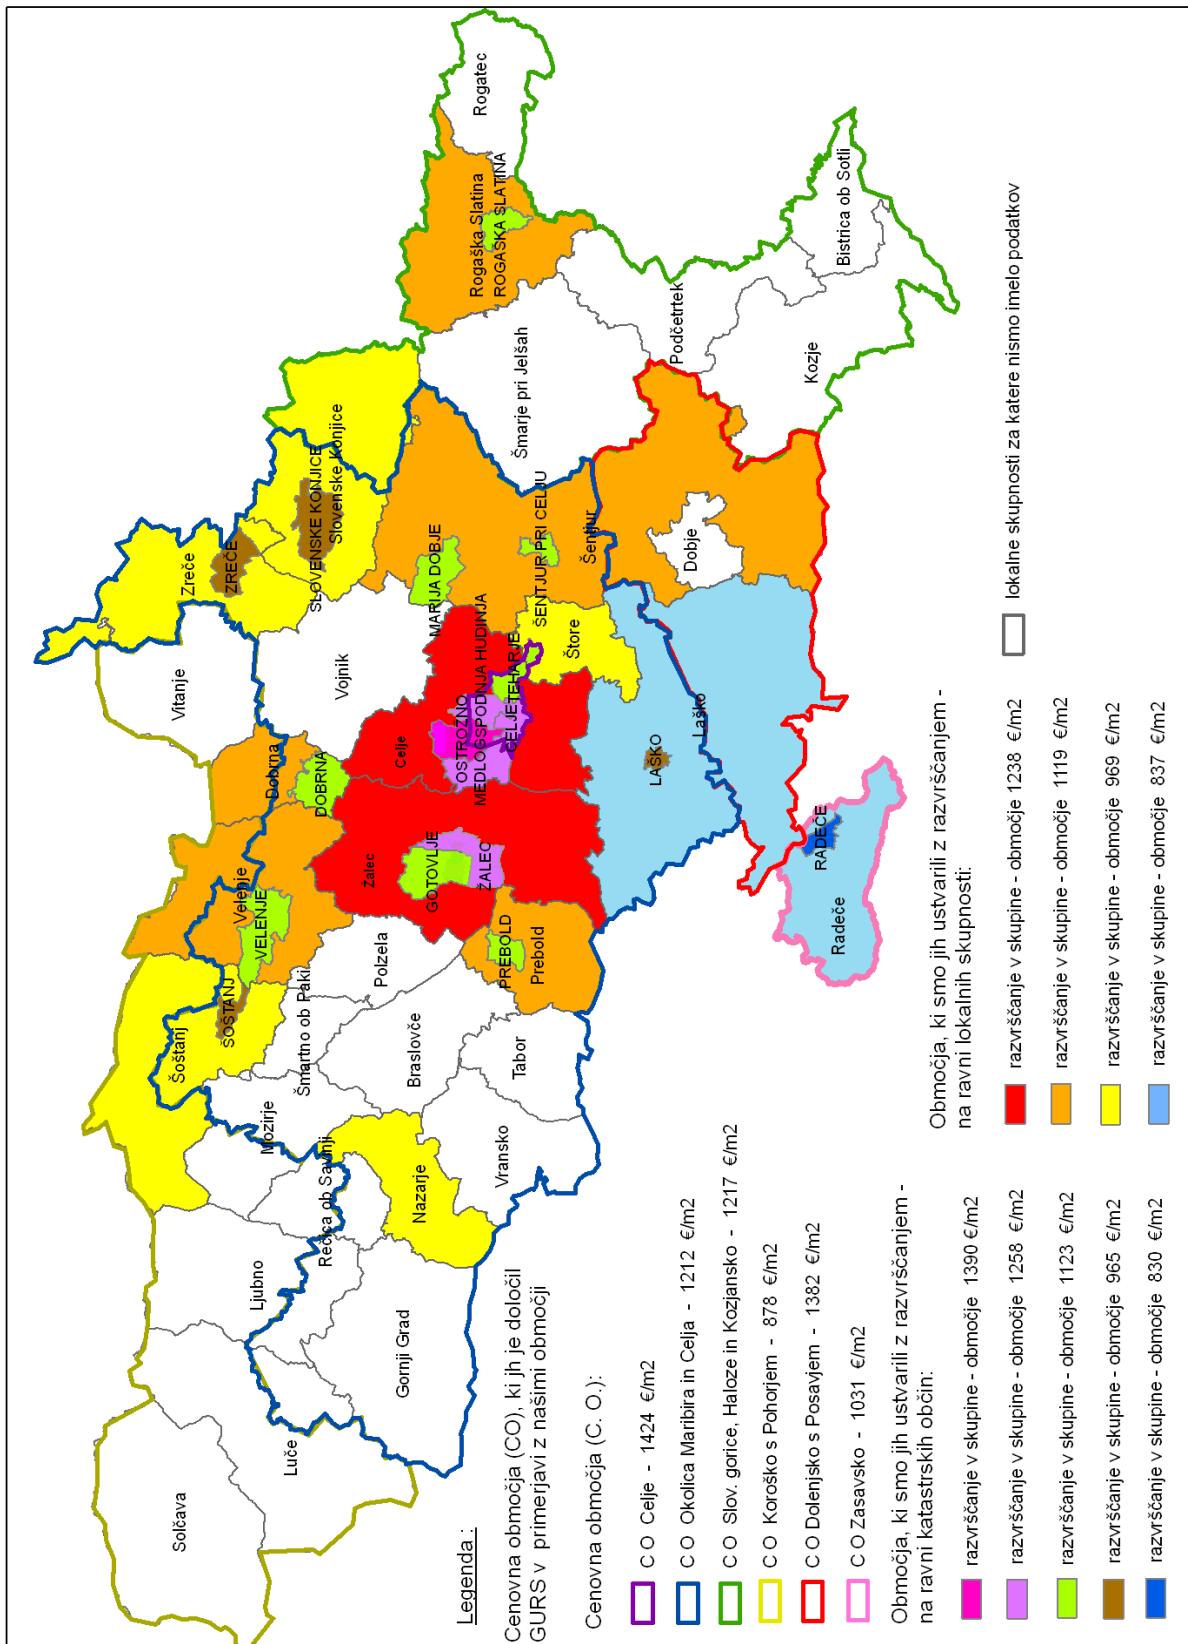 Solčava
Luče
Ljubno
Gornji Grad
Rečica ob Savinji
Mozirje
Nazarje
Šoštanj
ŠOŠTANJ
Šmartno ob Paki
Braslovče
Vransko
Tabor
Polzela
Velenje
VELENJE
PREBOLD
Prebold
Dobrna
DOBRNA
Žalec
GOTOVLJE
ŽALEC
Vitanje
Vojnik
Celje
OSTROŽNO
MEDLOG
SPODNJA HUDINJA
CELJE
TEHARJE
Štore
Zreče
ZREČE
SLOVENSKE KONJICE
Slovenske Konjice
MARIJA DOBJE
ŠENTJUR PRI CELJU
Šentjur
Dobje
LAŠKO
Laško
RADEČE
Radeče
Šmarje pri Jelšah
Rogaška Slatina
ROGAŠKA SLATINA
Rogatec
Podčetrtek
Kozje
Bistrica ob Sotli
Legenda :
Cenovna območja (CO), ki jih je določil
GURS v primerjavi z našimi območji
Cenovna območja (C. O.):
C O Celje - 1424 €/m2
C O Okolica Maribira in Celja - 1212 €/m2
C O Slov. gorice, Haloze in Kozjansko - 1217 €/m2
C O Koroško s Pohorjem - 878 €/m2
C O Dolenjsko s Posavjem - 1382 €/m2
C O Zasavsko - 1031 €/m2
Območja, ki smo jih ustvarili z razvrščanjem -
na ravni katastrskih občin:
razvrščanje v skupine - območje 1390 €/m2
razvrščanje v skupine - območje 1258 €/m2
razvrščanje v skupine - območje 1123 €/m2
razvrščanje v skupine - območje 965 €/m2
razvrščanje v skupine - območje 830 €/m2
Območja, ki smo jih ustvarili z razvrščanjem -
na ravni lokalnih skupnosti:
razvrščanje v skupine - območje 1238 €/m2
razvrščanje v skupine - območje 1119 €/m2
razvrščanje v skupine - območje 969 €/m2
razvrščanje v skupine - območje 837 €/m2
lokalne skupnosti za katere nismo imelo podatkov